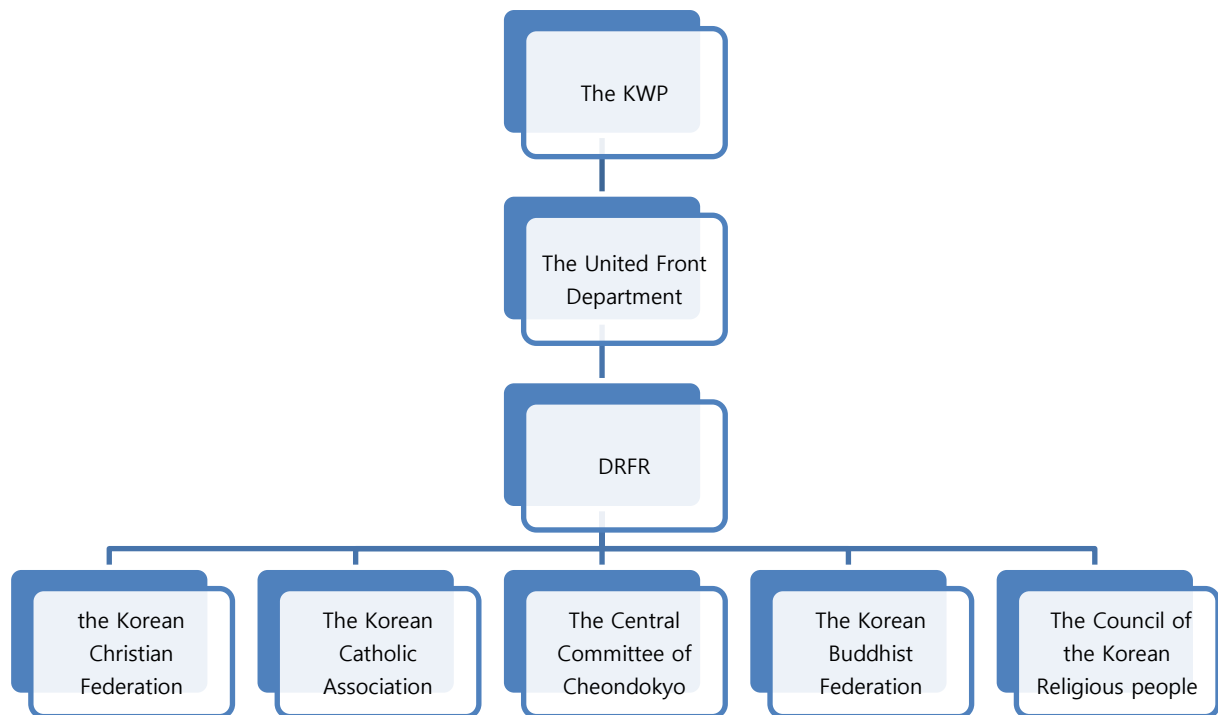 The KWP
The United Front
Department
DRFR
the Korean
Christian
Federation
The Korean
Catholic
Association
The Central
Committee of
Cheondokyo
The Korean
Buddhist
Federation
The Council of
the Korean
Religious people